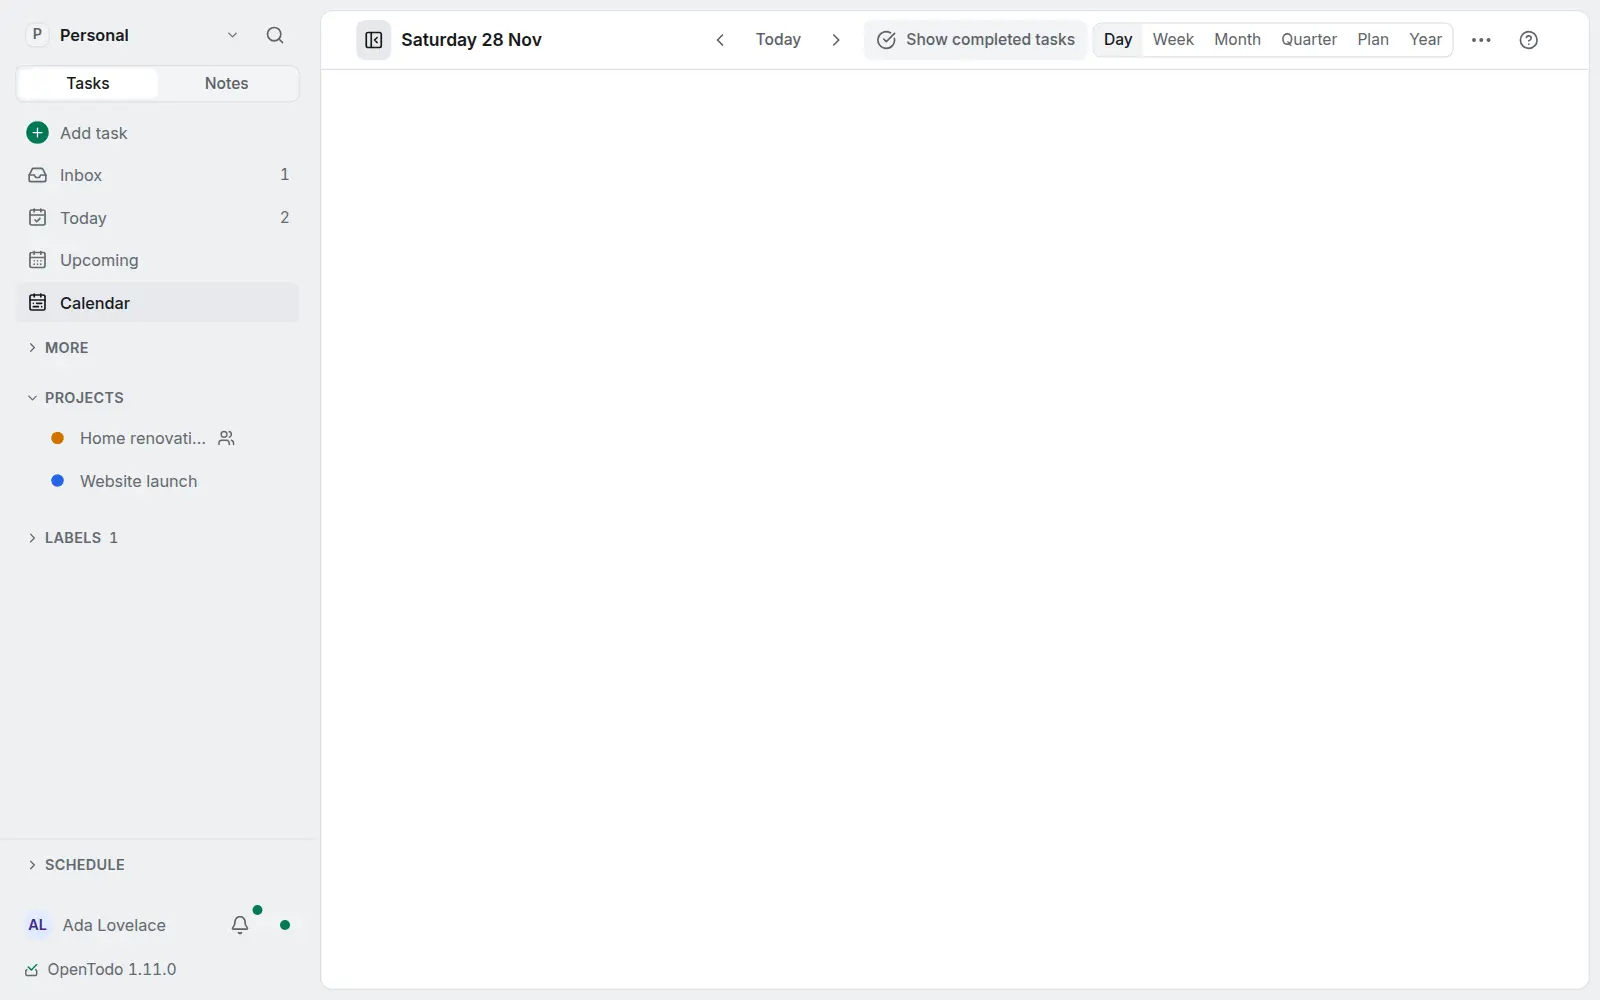 P Personal
Tasks Notes
Add task
Inbox 1
Today 2
Upcoming
Calendar
MORE
PROJECTS
Home renovati...
Website launch
LABELS 1
SCHEDULE
AL Ada Lovelace
OpenTodo 1.11.0
Saturday 28 Nov Today Show completed tasks Day Week Month Quarter Plan Year